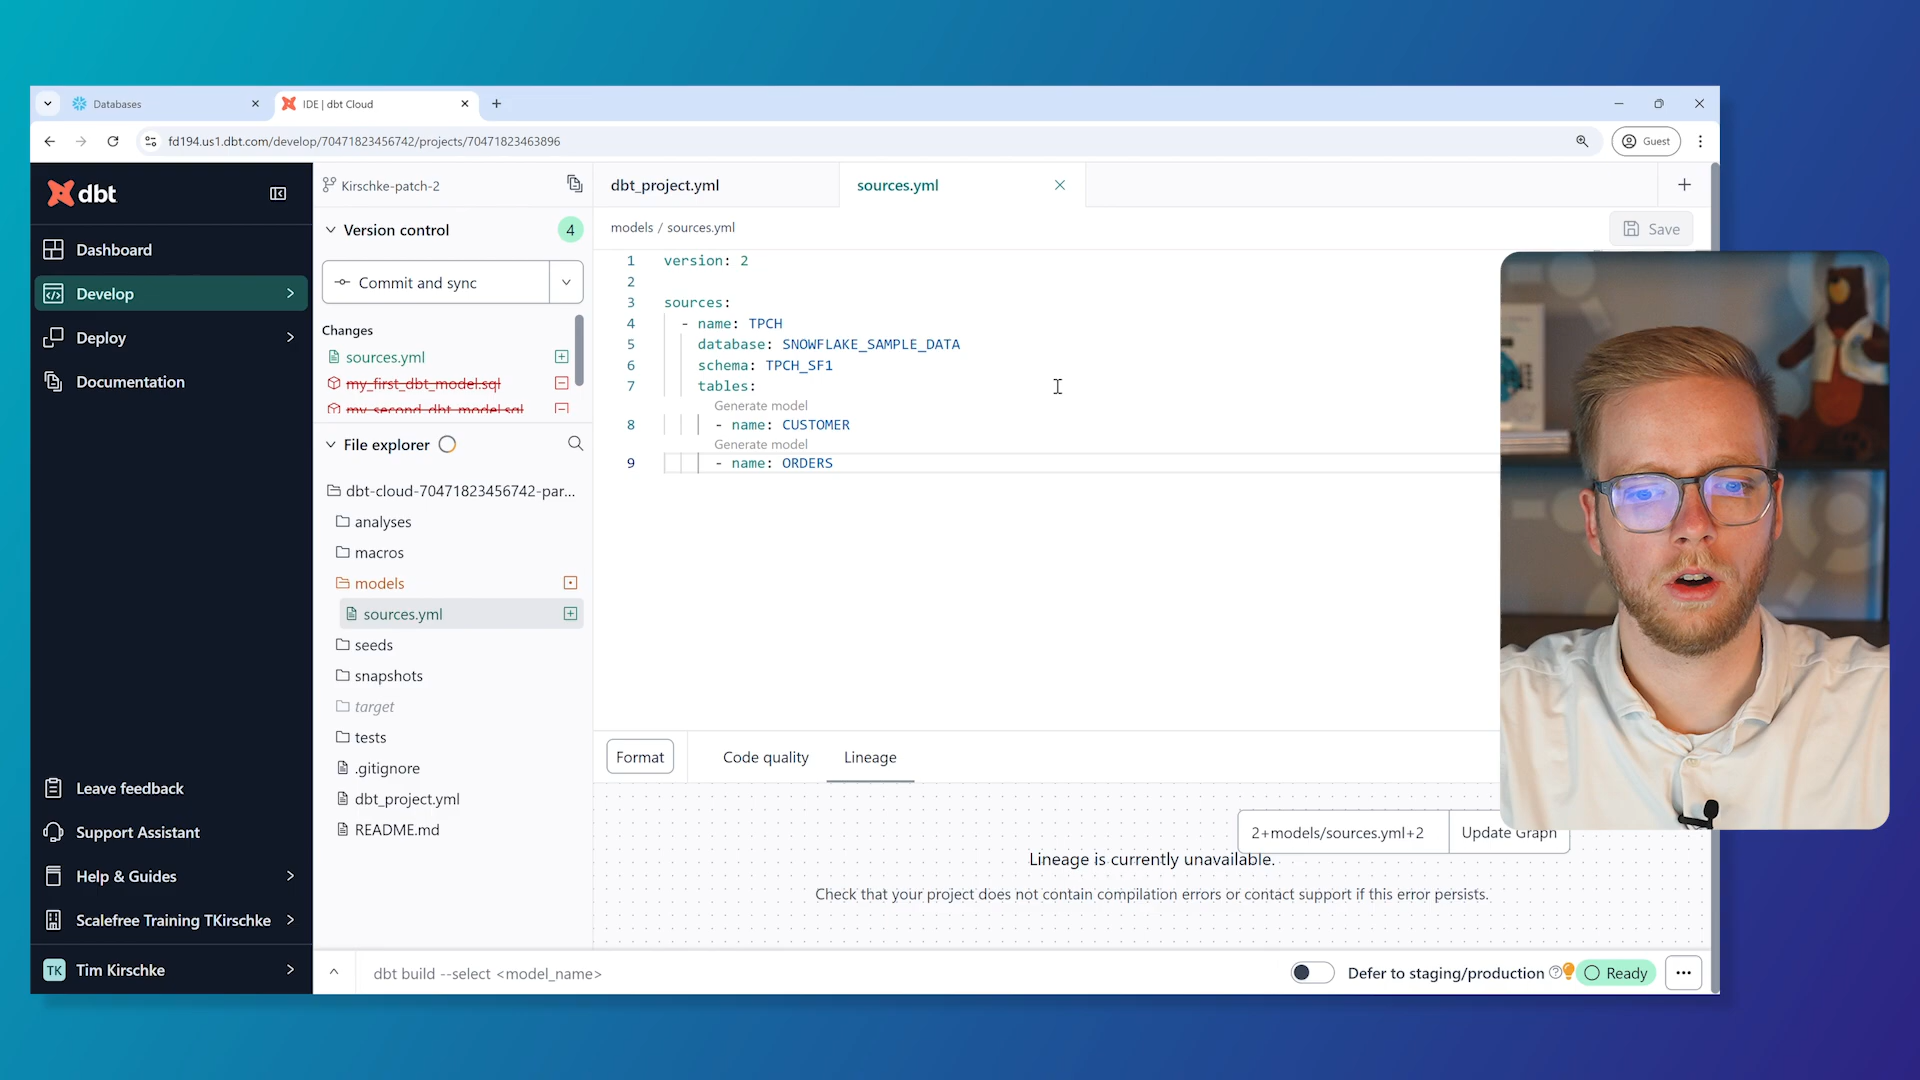 Databases
IDE | dbt Cloud
fd194.us1.dbt.com/develop/70471823456742/projects/70471823463896
Guest
dbt
Dashboard
Develop
Deploy
Documentation
Leave feedback
Support Assistant
Help & Guides
Scalefree Training TKirschke
TK Tim Kirschke
Kirschke-patch-2
Version control
4
Commit and sync
Changes
sources.yml
my_first_dbt_model.sql
my_second_dbt_model.sql
File explorer
dbt-cloud-70471823456742-par...
analyses
macros
models
sources.yml
seeds
snapshots
target
tests
.gitignore
dbt_project.yml
README.md
dbt_project.yml
sources.yml
models / sources.yml
Save
1 version: 2
2
3 sources:
4 - name: TPCH
5 database: SNOWFLAKE_SAMPLE_DATA
6 schema: TPCH_SF1
7 tables:
Generate model
8 - name: CUSTOMER
Generate model
9 - name: ORDERS
Format
Code quality
Lineage
2+models/sources.yml+2
Update Graph
Lineage is currently unavailable.
Check that your project does not contain compilation errors or contact support if this error persists.
dbt build --select <model_name>
Defer to staging/production
Ready